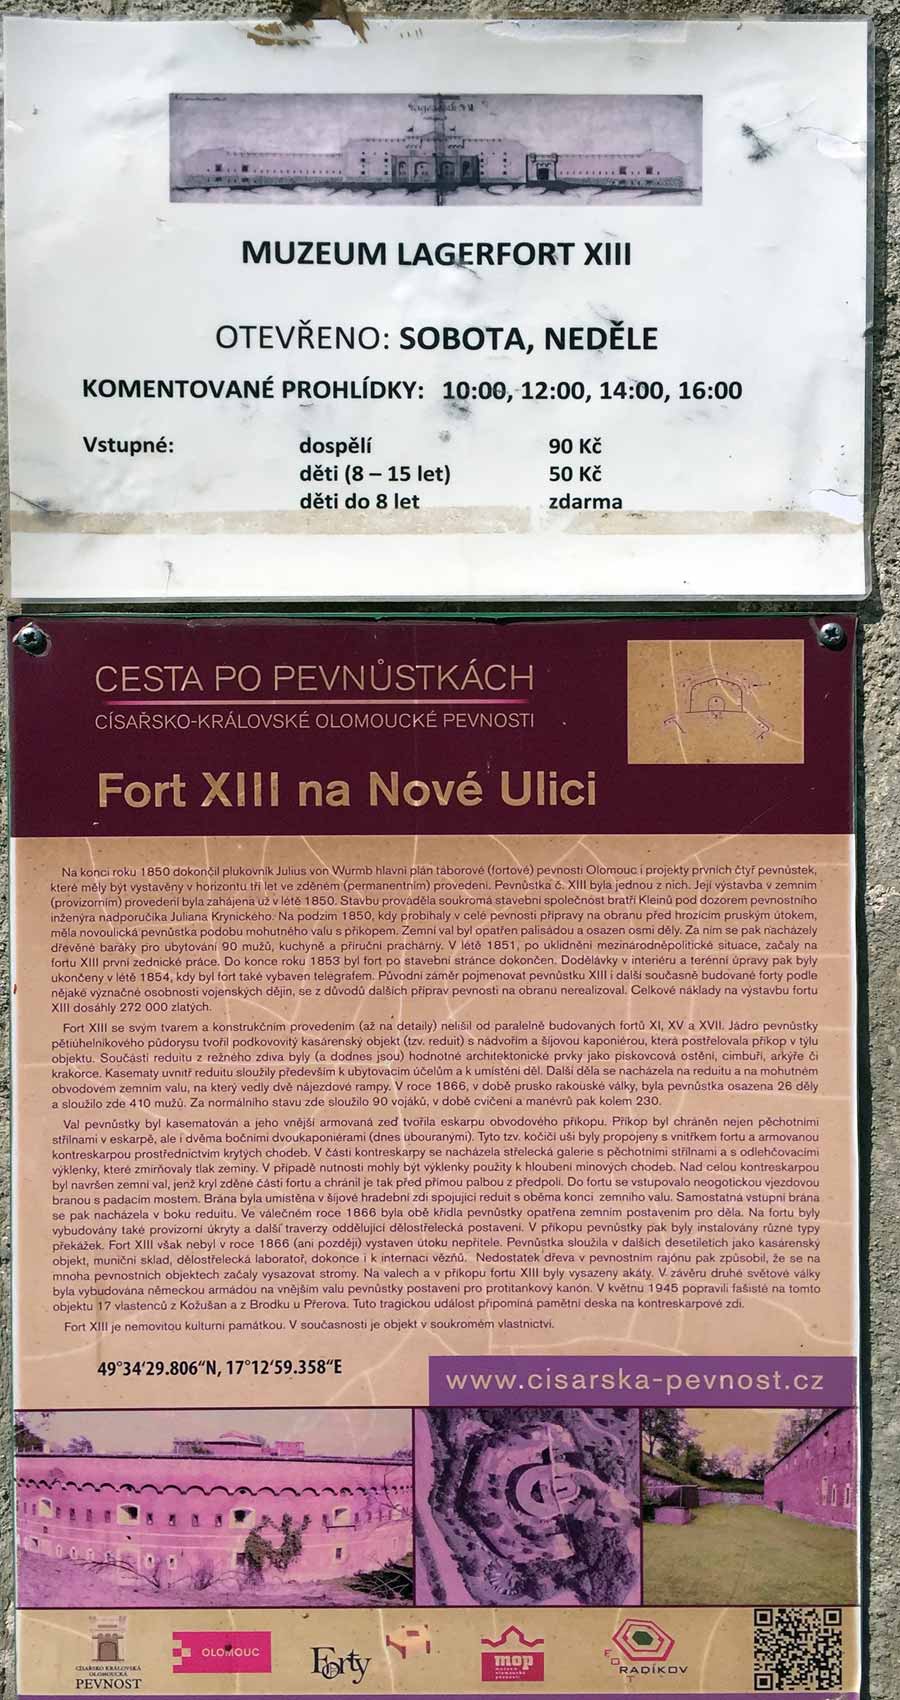 MUZEUM LAGERFORT XIII
OTEVŘENO: SOBOTA, NEDĚLE
KOMENTOVANÉ PROHLÍDKY: 10:00, 12:00, 14:00, 16:00
Vstupné: dospělí 90 Kč
děti (8 – 15 let) 50 Kč
děti do 8 let zdarma
CESTA PO PEVNŮSTKÁCH
CÍSAŘSKO-KRÁLOVSKÉ OLOMOUCKÉ PEVNOSTI
Fort XIII na Nové Ulici
Na konci roku 1850 dokončil plukovník Julius von Wurmb hlavní plán táborové (fortové) pevnosti Olomouc i projekty prvních čtyř pevnůstek,
které měly být vystavěny v horizontu tří let ve zděném (permanentním) provedení. Pevnůstka č. XIII byla jednou z nich. Její výstavba v zemním
(provizorním) provedení byla zahájena už v létě 1850. Stavbu prováděla soukromá stavební společnost bratří Kleinů pod dozorem pevnostního
inženýra nadporučíka Juliana Krynického. Na podzim 1850, kdy probíhaly v celé pevnosti přípravy na obranu před hrozícím pruským útokem,
měla novoulická pevnůstka podobu mohutného valu s příkopem. Zemní val byl opatřen palisádou a osazen osmi děly. Za ním se pak nacházely
dřevěné baráky pro ubytování 90 mužů, kuchyně a příruční prachárny. V létě 1851, po uklidnění mezinárodněpolitické situace, začaly na
fortu XIII první zednické práce. Do konce roku 1853 byl fort po stavební stránce dokončen. Dodělávky v interiéru a terénní úpravy pak byly
ukončeny v létě 1854, kdy byl fort také vybaven telegrafem. Původní záměr pojmenovat pevnůstku XIII i další současně budované forty podle
nějaké význačné osobnosti vojenských dějin, se z důvodů dalších příprav pevnosti na obranu nerealizoval. Celkové náklady na výstavbu fortu
XIII dosáhly 272 000 zlatých.
Fort XIII se svým tvarem a konstrukčním provedením (až na detaily) nelišil od paralelně budovaných fortů XI, XV a XVII. Jádro pevnůstky
pětiúhelníkového půdorysu tvořil podkovovitý kasárenský objekt (tzv. reduit) s nádvořím a šíjovou kaponiérou, která postřelovala příkop v týlu
objektu. Součástí reduitu z režného zdiva byly (a dodnes jsou) hodnotné architektonické prvky jako pískovcová ostění, cimbuří, arkýře či
krakorce. Kasematy uvnitř reduitu sloužily především k ubytovacím účelům a k umístění děl. Další děla se nacházela na reduitu a na mohutném
obvodovém zemním valu, na který vedly dvě nájezdové rampy. V roce 1866, v době prusko rakouské války, byla pevnůstka osazena 26 děly
a sloužilo zde 410 mužů. Za normálního stavu zde sloužilo 90 vojáků, v době cvičení a manévrů pak kolem 230.
Val pevnůstky byl kasematován a jeho vnější armovaná zeď tvořila eskarpu obvodového příkopu. Příkop byl chráněn nejen pěchotními
střílnami v eskarpě, ale i dvěma bočními dvoukaponiérami (dnes ubouranými). Tyto tzv. kočičí uši byly propojeny s vnitřkem fortu a armovanou
kontreskarpou prostřednictvím krytých chodeb. V části kontreskarpy se nacházela střelecká galerie s pěchotními střílnami a s odlehčovacími
výklenky, které zmírňovaly tlak zeminy. V případě nutnosti mohly být výklenky použity k hloubení minových chodeb. Nad celou kontreskarpou
byl navršen zemní val, jenž kryl zděné části fortu a chránil je tak před přímou palbou z předpolí. Do fortu se vstupovalo neogotickou vjezdovou
branou s padacím mostem. Brána byla umístěna v šíjové hradební zdi spojující reduit s oběma konci zemního valu. Samostatná vstupní brána
se pak nacházela v boku reduitu. Ve válečném roce 1866 byla obě křídla pevnůstky opatřena zemním postavením pro děla. Na fortu byly
vybudovány také provizorní úkryty a další traverzy oddělující dělostřelecká postavení. V příkopu pevnůstky pak byly instalovány různé typy
překážek. Fort XIII však nebyl v roce 1866 (ani později) vystaven útoku nepřítele. Pevnůstka sloužila v dalších desetiletích jako kasárenský
objekt, muniční sklad, dělostřelecká laboratoř, dokonce i k internaci vězňů. Nedostatek dřeva v pevnostním rajónu pak způsobil, že se na
mnoha pevnostních objektech začaly vysazovat stromy. Na valech a v příkopu fortu XIII byly vysazeny akáty. V závěru druhé světové války
byla vybudována německou armádou na vnějším valu pevnůstky postavení pro protitankový kanón. V květnu 1945 popravili fašisté na tomto
objektu 17 vlastenců z Kožušan a z Brodku u Přerova. Tuto tragickou událost připomíná pamětní deska na kontreskarpové zdi.
Fort XIII je nemovitou kulturní památkou. V současnosti je objekt v soukromém vlastnictví.
49°34‘29.806“N, 17°12‘59.358“E
www.cisarska-pevnost.cz
CÍSAŘSKO KRÁLOVSKÁ
OLOMOUCKÁ
PEVNOST
OLOMOUC
Forty
mop
muzeum
olomoucké
pevnosti
FORT
RADÍKOV